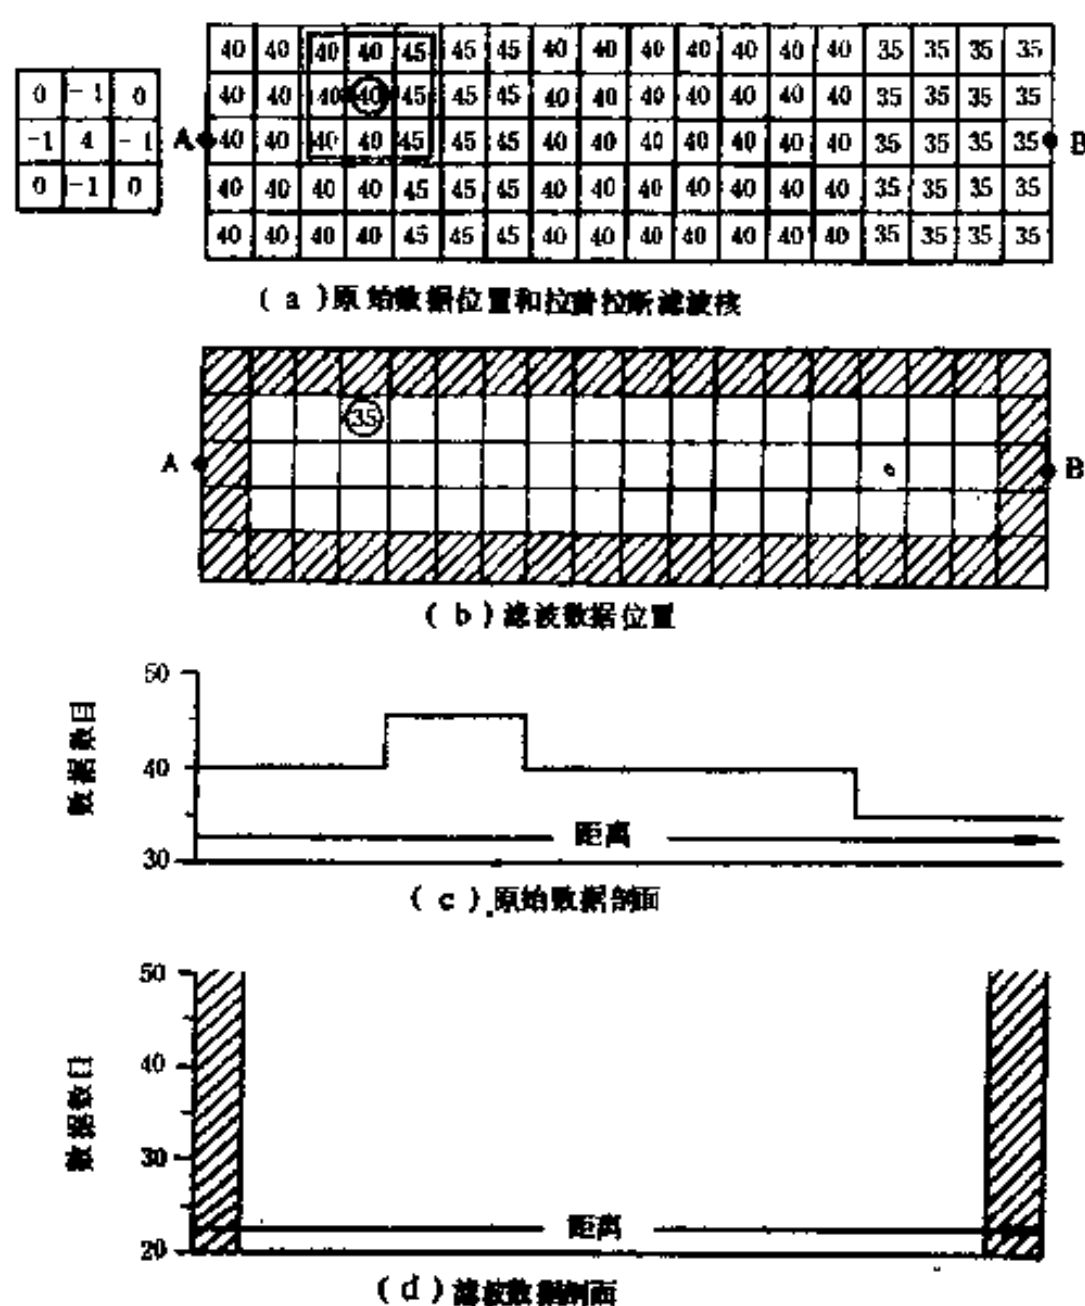 40 40 40 40 45 45 45 40 40 40 40 40 40 40 35 35 35 35
0 -1 0 40 40 40 40 45 45 45 40 40 40 40 40 40 40 35 35 35 35
-1 4 -1 A 40 40 40 40 45 45 45 40 40 40 40 40 40 40 35 35 35 35 B
0 -1 0 40 40 40 40 45 45 45 40 40 40 40 40 40 40 35 35 35 35
40 40 40 40 45 45 45 40 40 40 40 40 40 40 35 35 35 35
(a)原始数据位置和拉普拉斯滤波核
35
A B
(b)滤波数据位置
50
40
30
数据数目
距离
(c)原始数据剖面
50
40
30
20
数据数目
距离
(d)滤波数据剖面